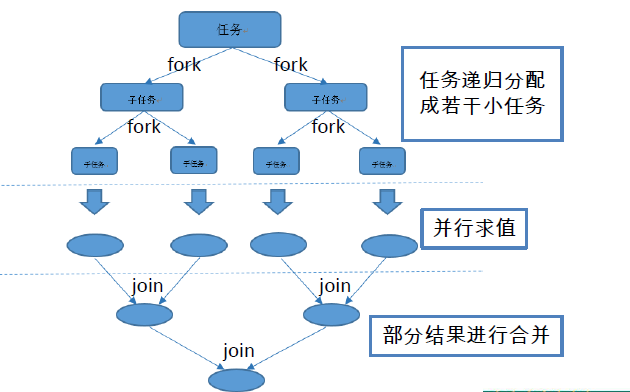 任务
fork
fork
子任务
子任务
fork
fork
任务递归分配
成若干小任务
子任务
子任务
子任务
子任务
并行求值
join
join
部分结果进行合并
join